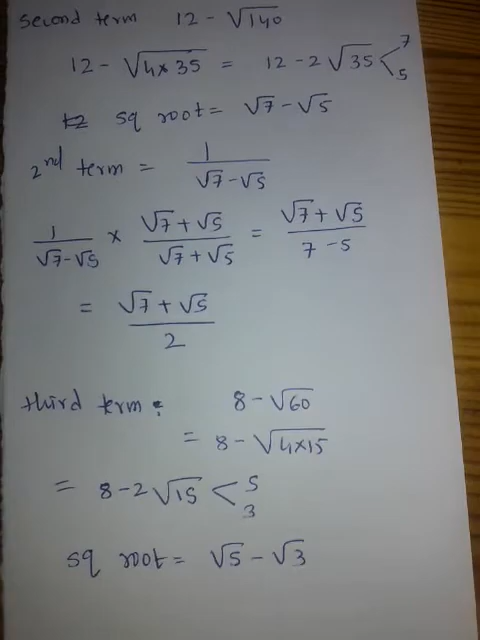 second term 12 - √140
12 - √4×35 = 12 - 2√35 < 7 5
sq root = √7 - √5
2nd term = 1/(√7 - √5)
1/(√7 - √5) × (√7 + √5)/(√7 + √5) = (√7 + √5)/(7 - 5)
= (√7 + √5)/2
third term : 8 - √60
= 8 - √4×15
= 8 - 2√15 < 5 3
sq root = √5 - √3